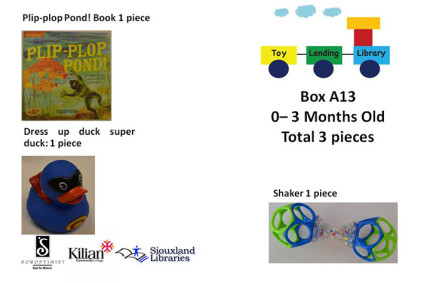 Plip-plop Pond! Book 1 piece
PLIP-PLOP
POND!
Dress up duck super
duck: 1 piece
SOROPTIMIST
Kilian
Community College
Siouxland
Libraries
Toy Lending Library
Box A13
0– 3 Months Old
Total 3 pieces
Shaker 1 piece